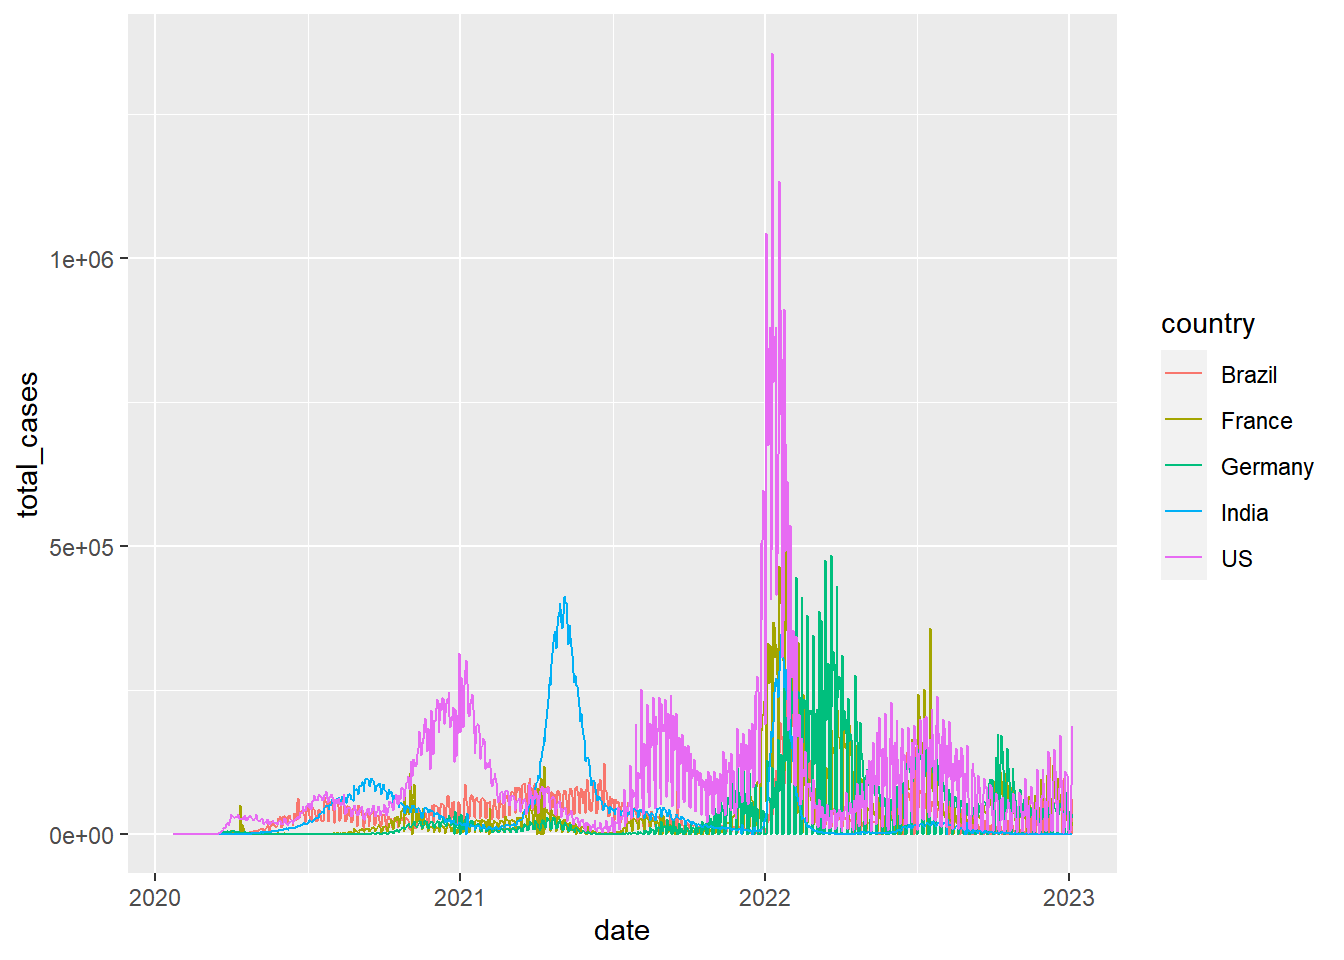 1e+06
5e+05
0e+00
total_cases
2020
2021
2022
2023
date
country
Brazil
France
Germany
India
US